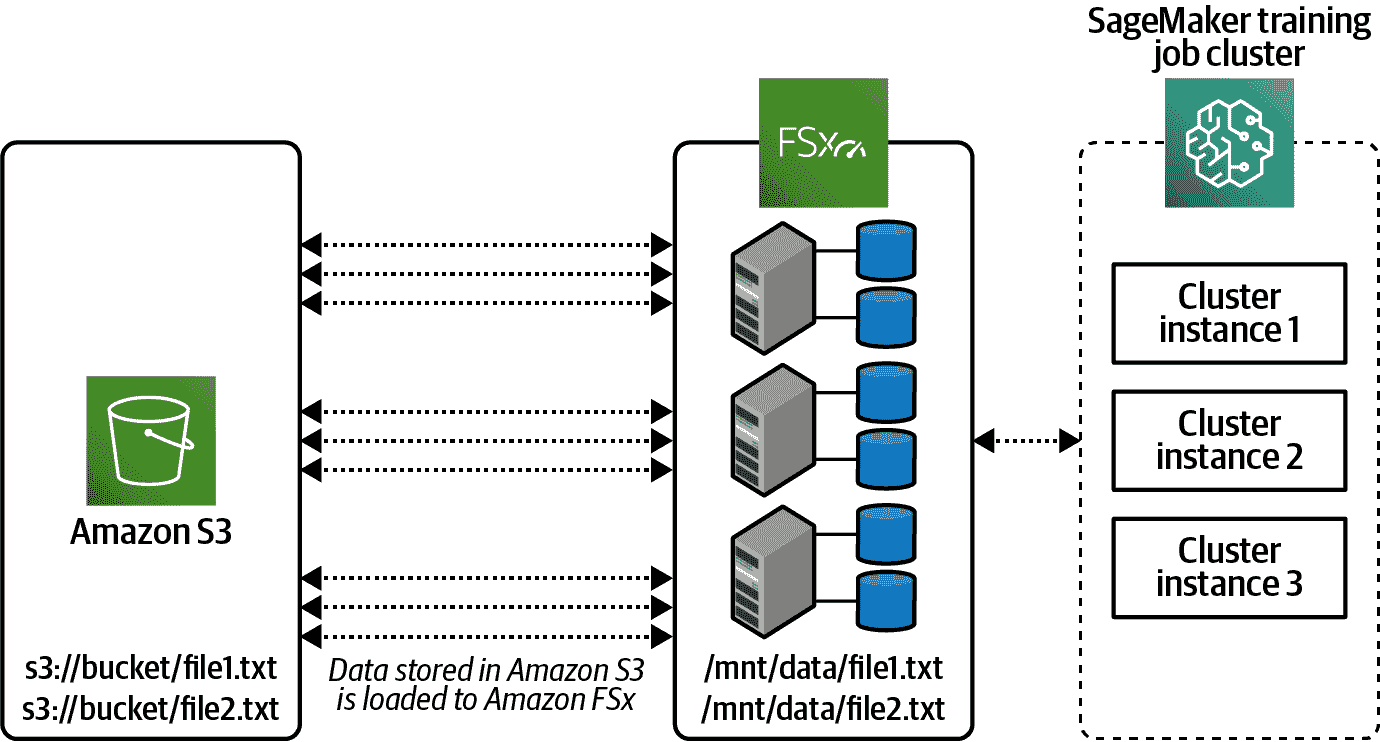 SageMaker training
job cluster
FSx
Cluster
instance 1
Cluster
instance 2
Cluster
instance 3
Amazon S3
s3://bucket/file1.txt
s3://bucket/file2.txt
Data stored in Amazon S3
is loaded to Amazon FSx
/mnt/data/file1.txt
/mnt/data/file2.txt